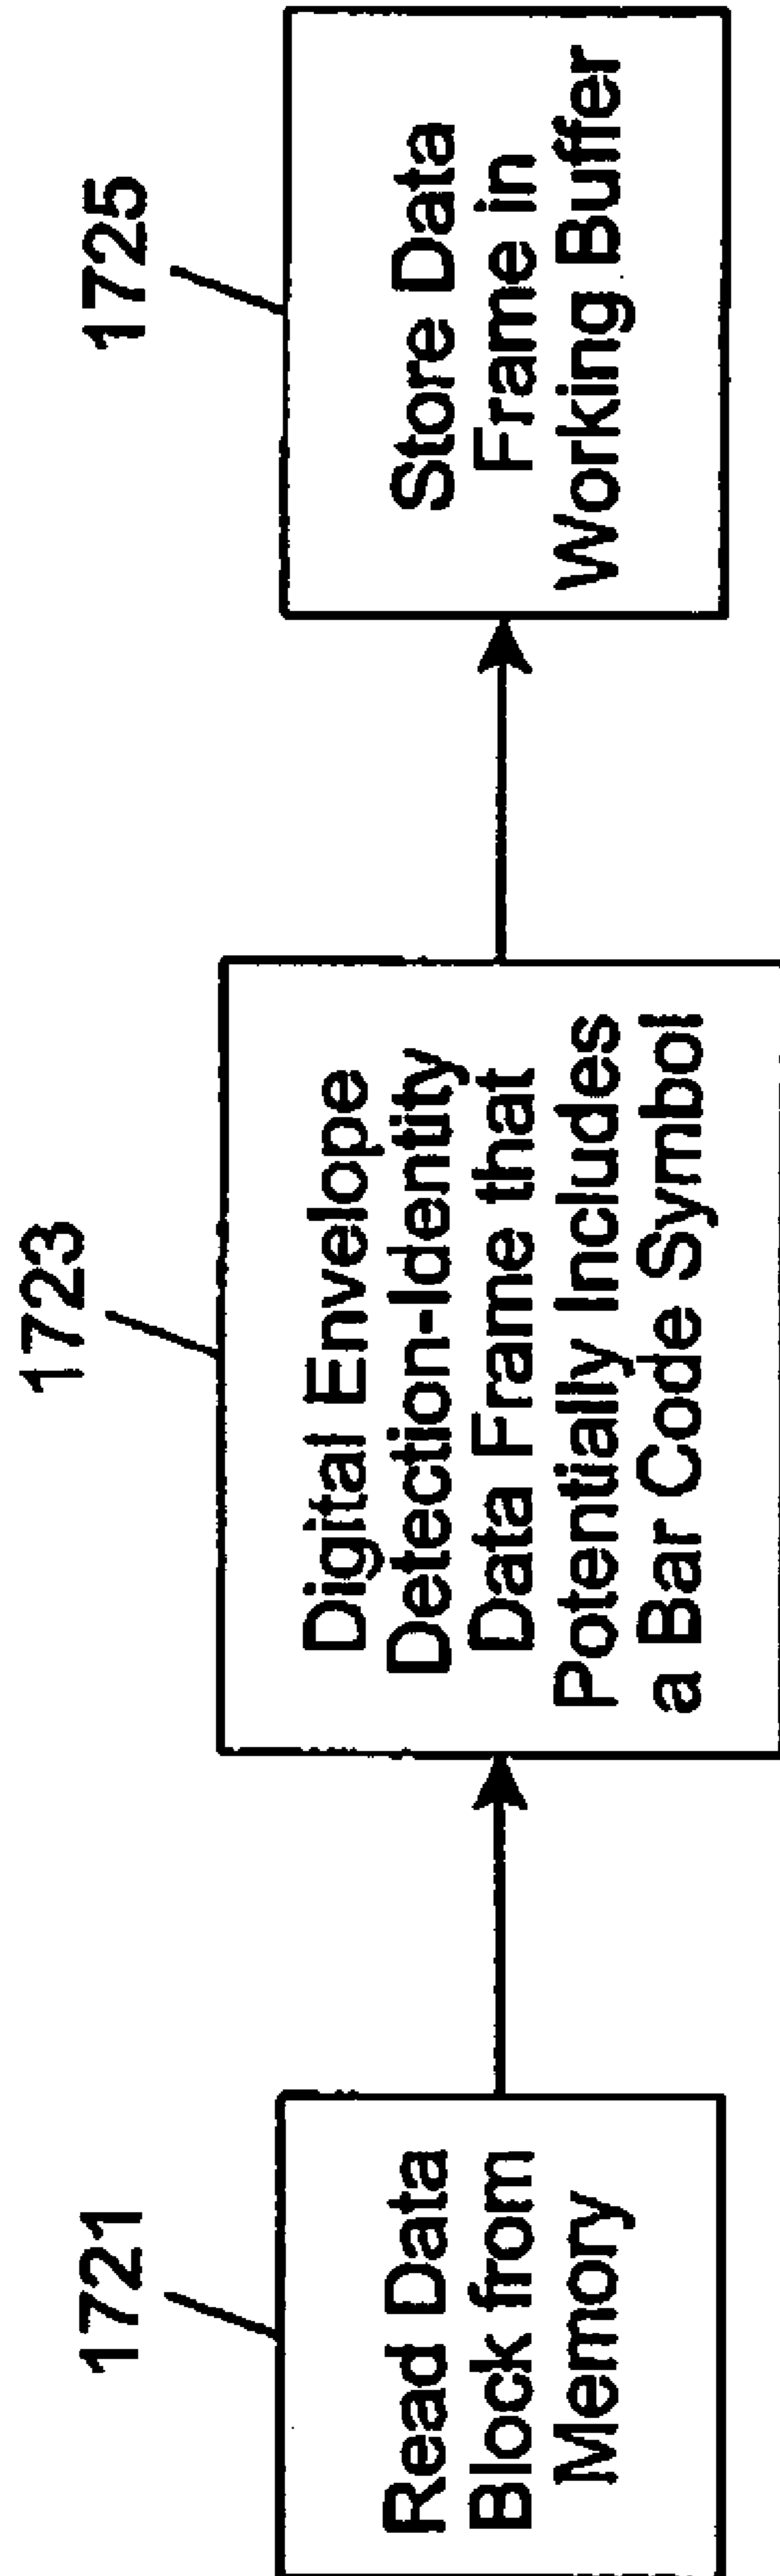 1721
Read Data
Block from
Memory
1723
Digital Envelope
Detection-Identity
Data Frame that
Potentially Includes
a Bar Code Symbol
1725
Store Data
Frame in
Working Buffer